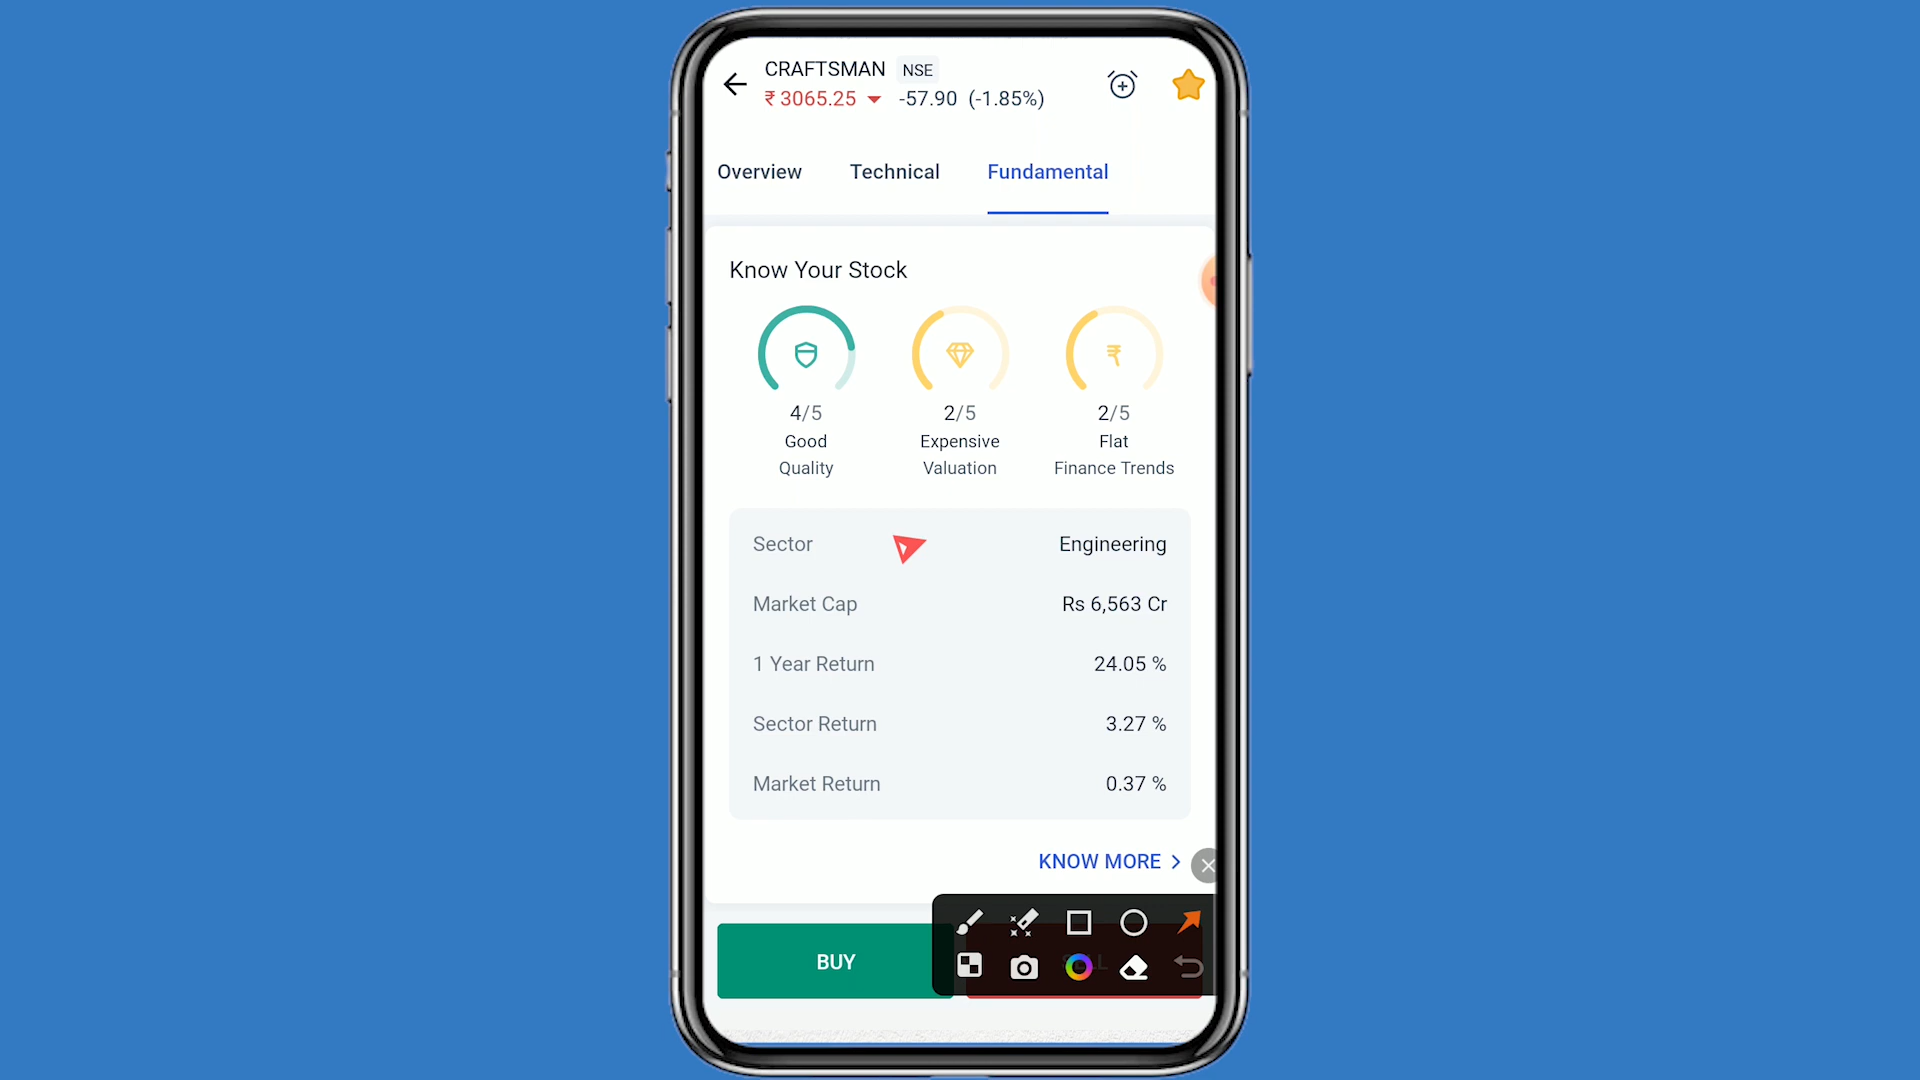 CRAFTSMAN NSE
₹ 3065.25 -57.90 (-1.85%)
Overview Technical Fundamental
Know Your Stock
4/5 2/5 2/5
Good Expensive Flat
Quality Valuation Finance Trends
Sector Engineering
Market Cap Rs 6,563 Cr
1 Year Return 24.05 %
Sector Return 3.27 %
Market Return 0.37 %
KNOW MORE
BUY